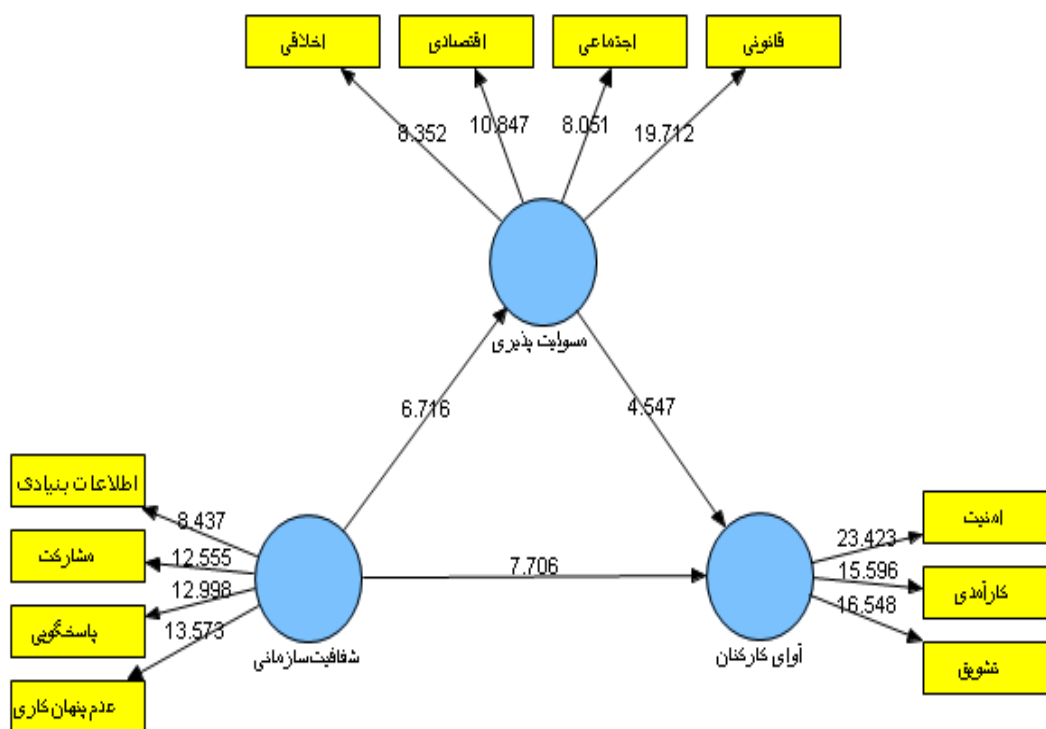 اخلاقی
اقتصادی
اجتماعی
قانونی
8.352
10.847
8.051
19.712
مسولیت پذیری
6.716
4.547
اطلاعات بنیادی
8.437
مشارکت
12.555
پاسخگویی
12.998
عدم پنهان کاری
13.573
شفافیت‌سازمانی
7.706
آوای کارکنان
امنیت
23.423
کارآمدی
15.596
تشویق
16.548